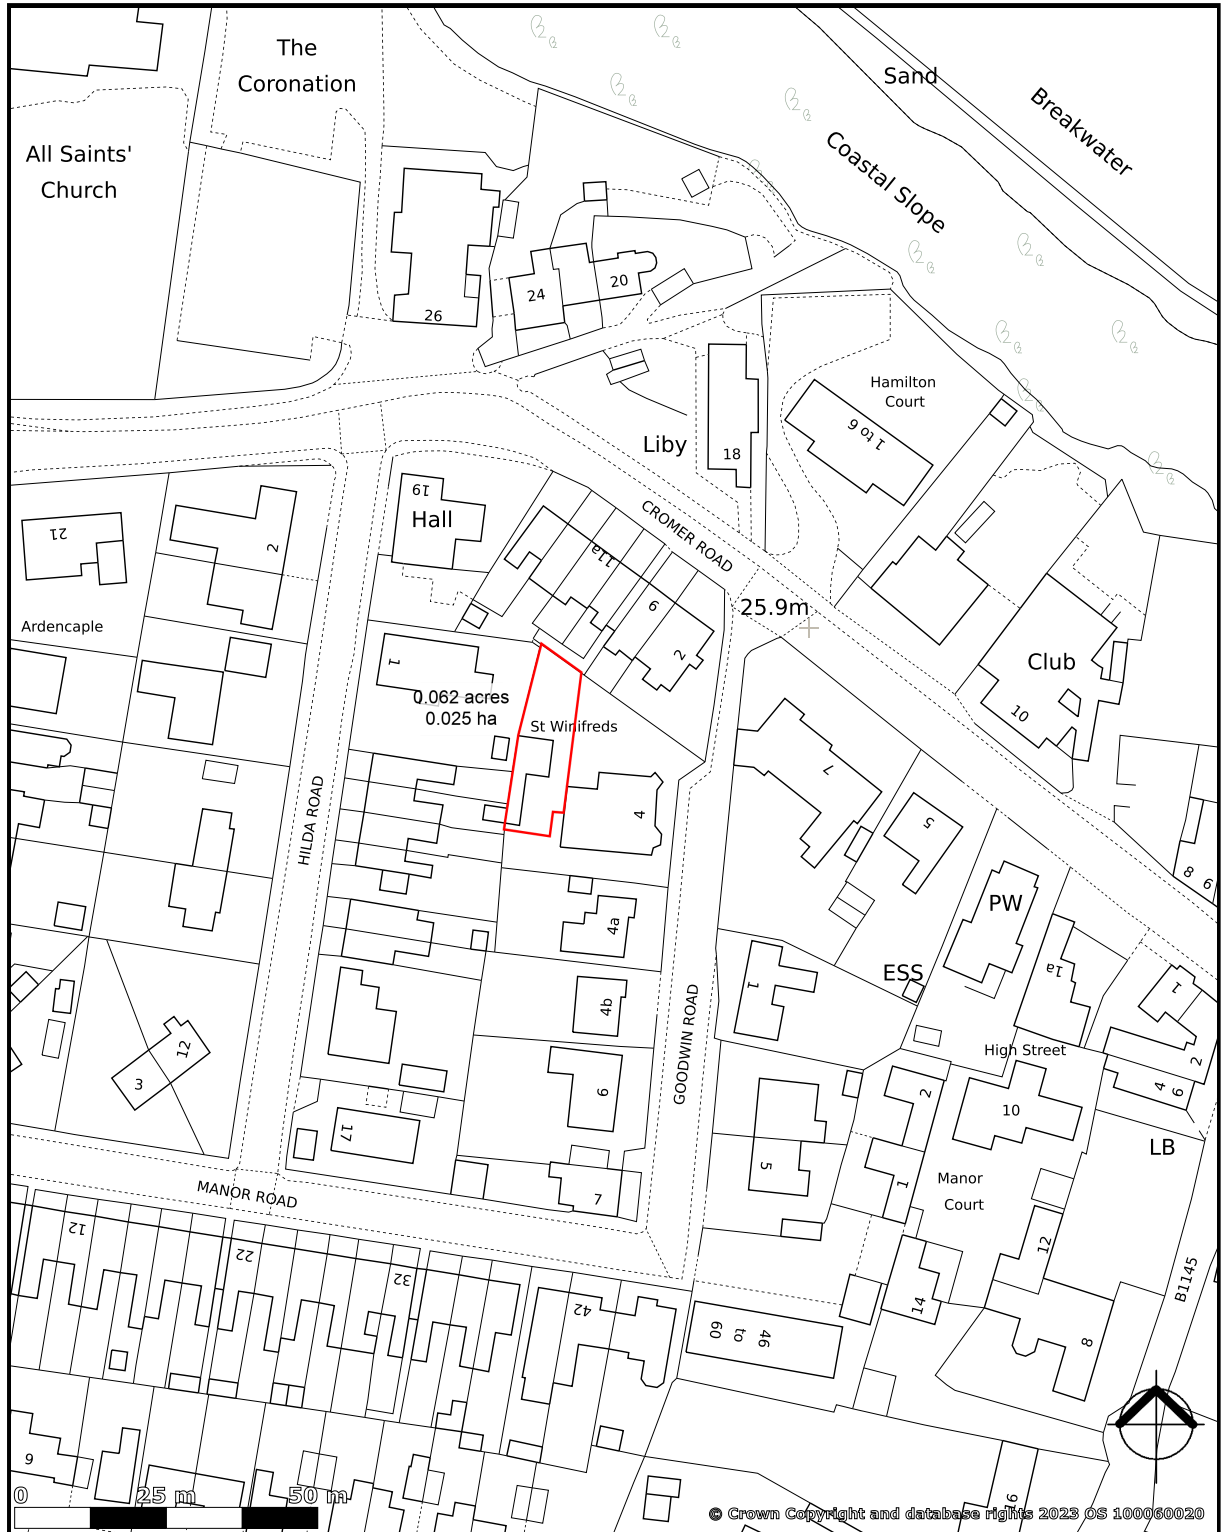 The
Coronation
Sand
Breakwater
All Saints'
Church
Coastal Slope
24
20
26
Hamilton
Court
1 to 6
Liby
18
19
Hall
CROMER ROAD
21
2
11a
25.9m
9
2
Ardencaple
1
Club
0.062 acres
0.025 ha
St Winifreds
10
7
HILDA ROAD
4
5
8
9
PW
4a
1a
ESS
1
1
4b
GOODWIN ROAD
High Street
12
3
2
2
4
6
6
10
17
LB
5
Manor
Court
1
MANOR ROAD
7
12
22
12
32
B1145
14
42
46
to
60
8
9
16
0
25 m
50 m
© Crown Copyright and database rights 2023 OS 100060020